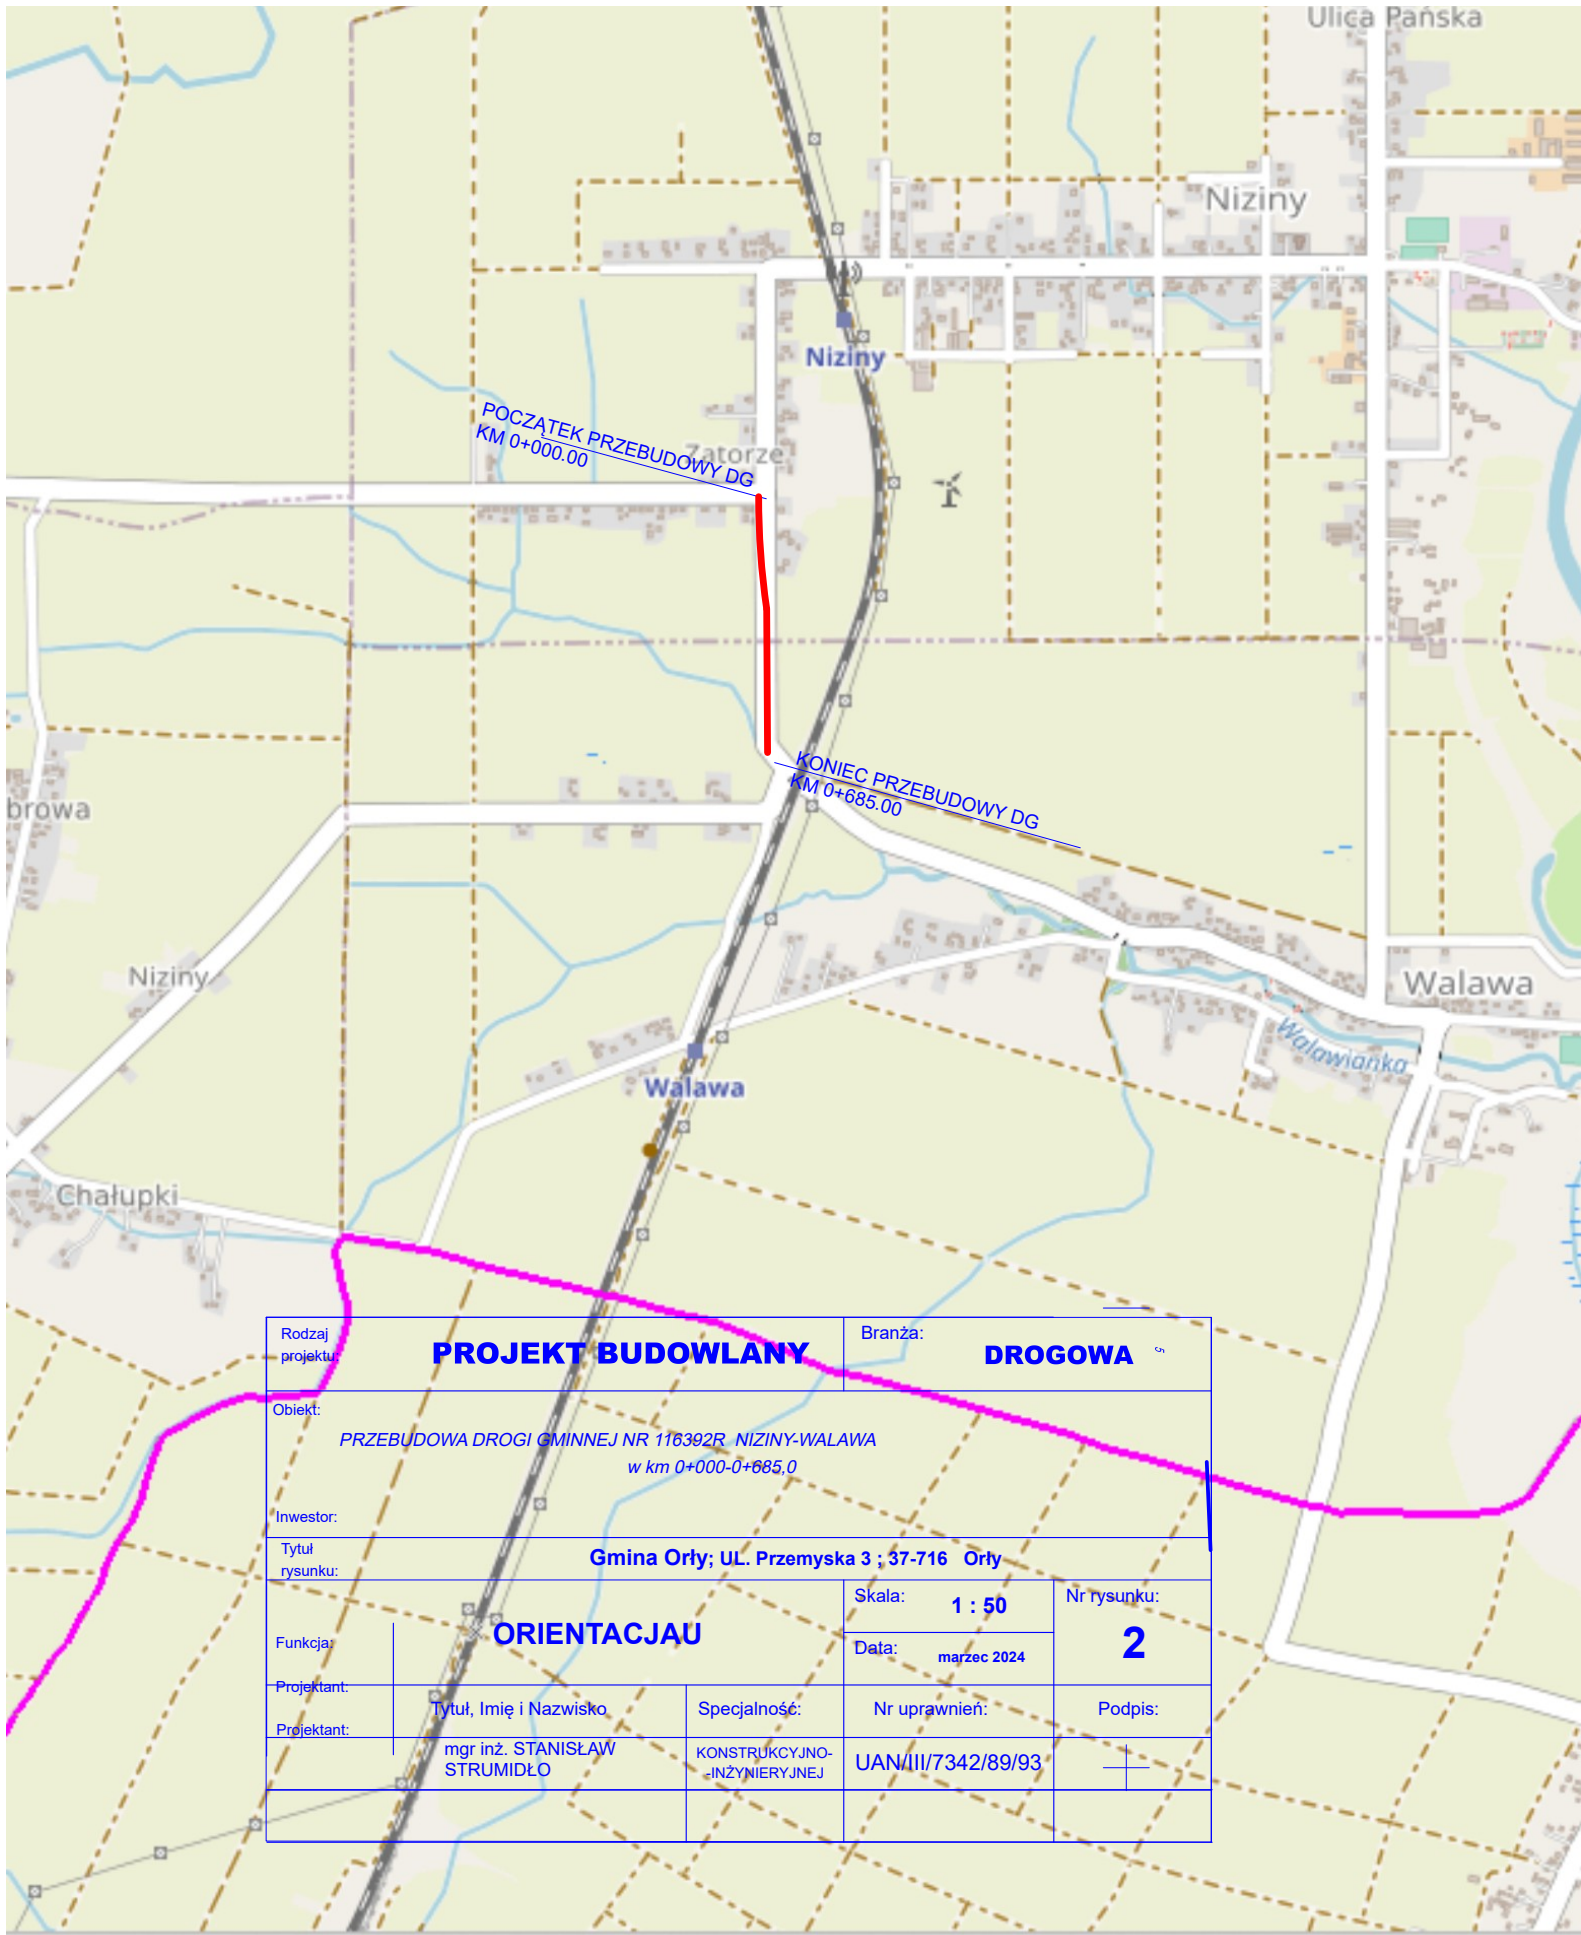 Ulica Pańska
Niziny
Niziny
POCZĄTEK PRZEBUDOWY DG
KM 0+000.00
Zatorze
KONIEC PRZEBUDOWY DG
KM 0+685.00
browa
Niziny
Walawa
Walawianka
Walawa
Chałupki
Rodzaj
projektu:
PROJEKT BUDOWLANY
Branża:
DROGOWA
5
Obiekt:
PRZEBUDOWA DROGI GMINNEJ NR 116392R NIZINY-WALAWA
w km 0+000-0+685,0
Inwestor:
Tytuł
rysunku:
Gmina Orły; UL. Przemyska 3 ; 37-716 Orły
Skala:
1 : 50
Nr rysunku:
2
ORIENTACJAU
Funkcja:
Data:
marzec 2024
Projektant:
Projektant:
Tytuł, Imię i Nazwisko
Specjalność:
Nr uprawnień:
Podpis:
mgr inż. STANISŁAW
STRUMIDŁO
KONSTRUKCYJNO-
-INŻYNIERYJNEJ
UAN/III/7342/89/93